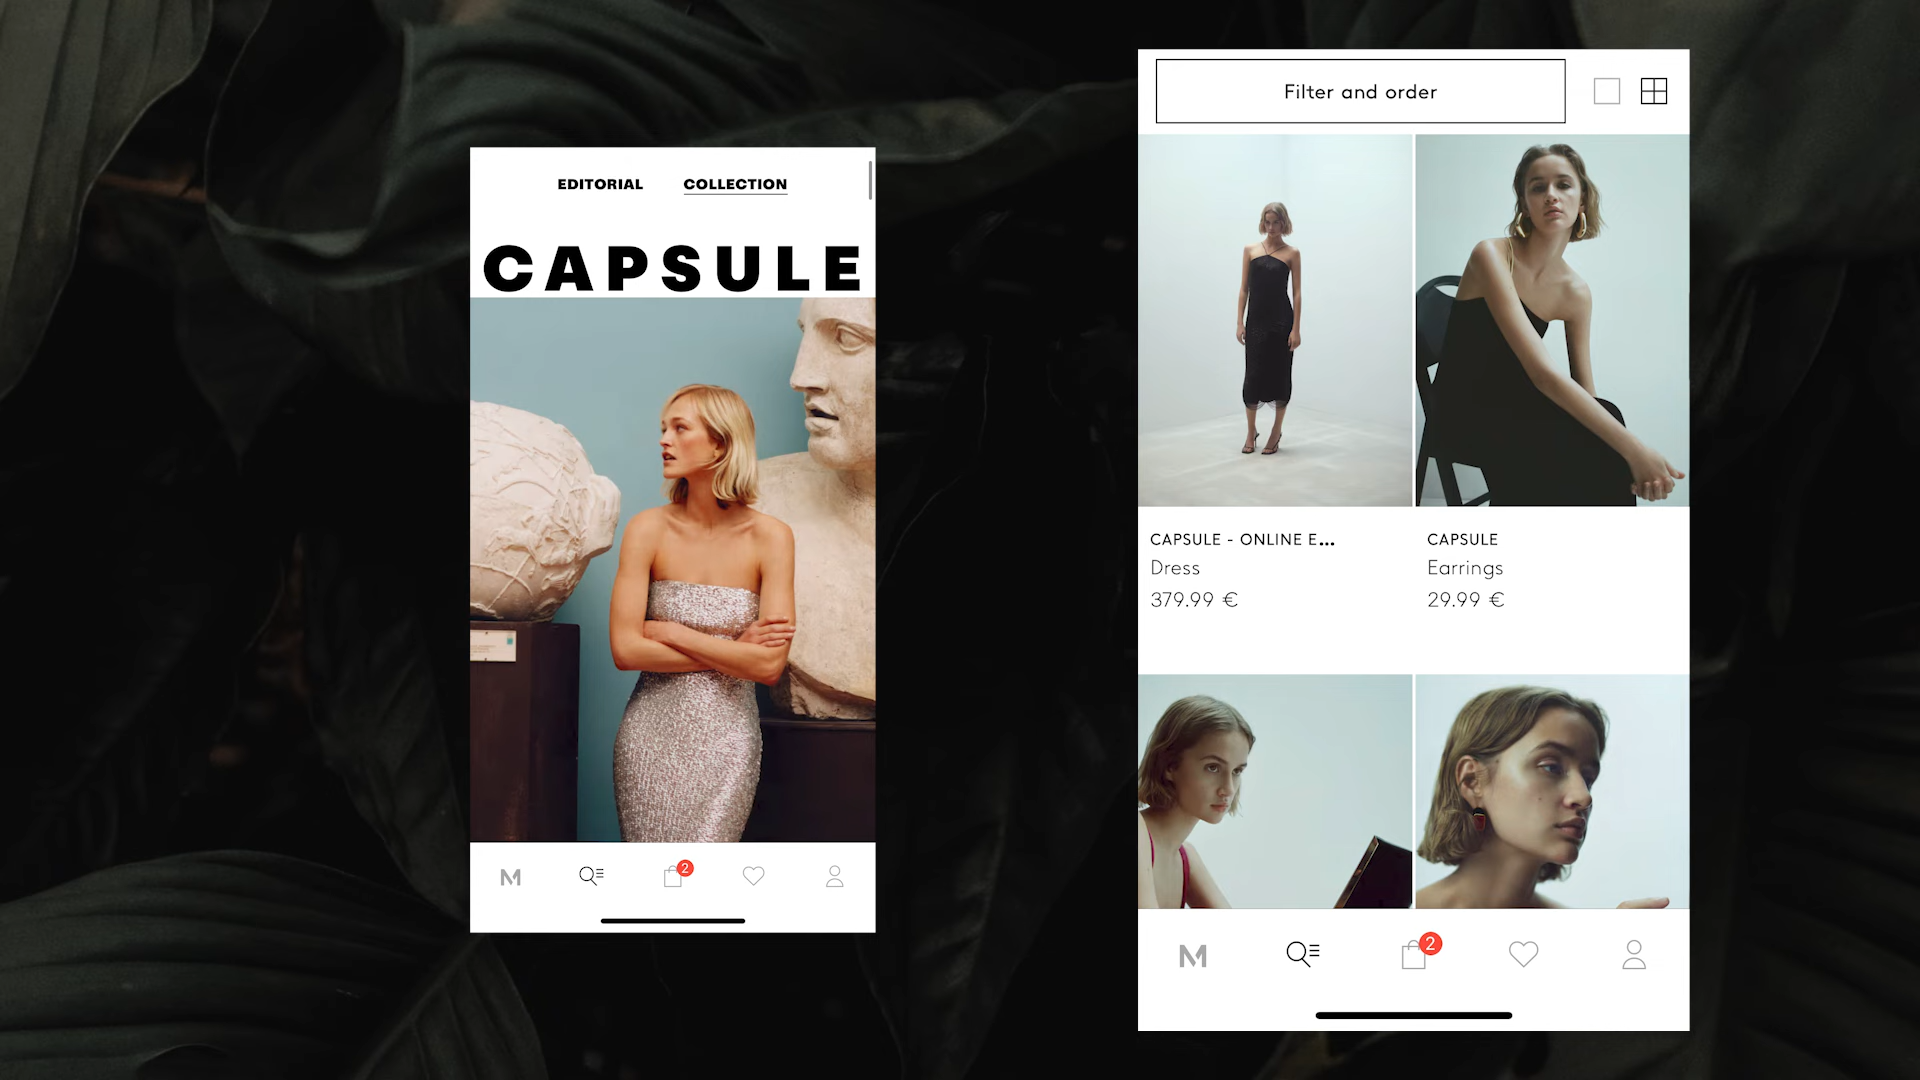 EDITORIAL COLLECTION
CAPSULE
M 2
Filter and order
CAPSULE - ONLINE E...
Dress
379.99 €
CAPSULE
Earrings
29.99 €
M 2